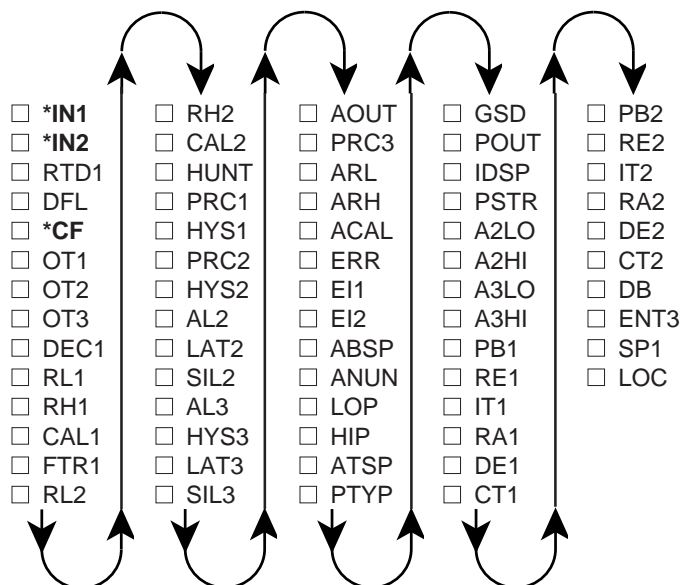 *IN1
*IN2
RTD1
DFL
*CF
OT1
OT2
OT3
DEC1
RL1
RH1
CAL1
FTR1
RL2
RH2
CAL2
HUNT
PRC1
HYS1
PRC2
HYS2
AL2
LAT2
SIL2
AL3
HYS3
LAT3
SIL3
AOUT
PRC3
ARL
ARH
ACAL
ERR
EI1
EI2
ABSP
ANUN
LOP
HIP
ATSP
PTYP
GSD
POUT
IDSP
PSTR
A2LO
A2HI
A3LO
A3HI
PB1
RE1
IT1
RA1
DE1
CT1
PB2
RE2
IT2
RA2
DE2
CT2
DB
ENT3
SP1
LOC